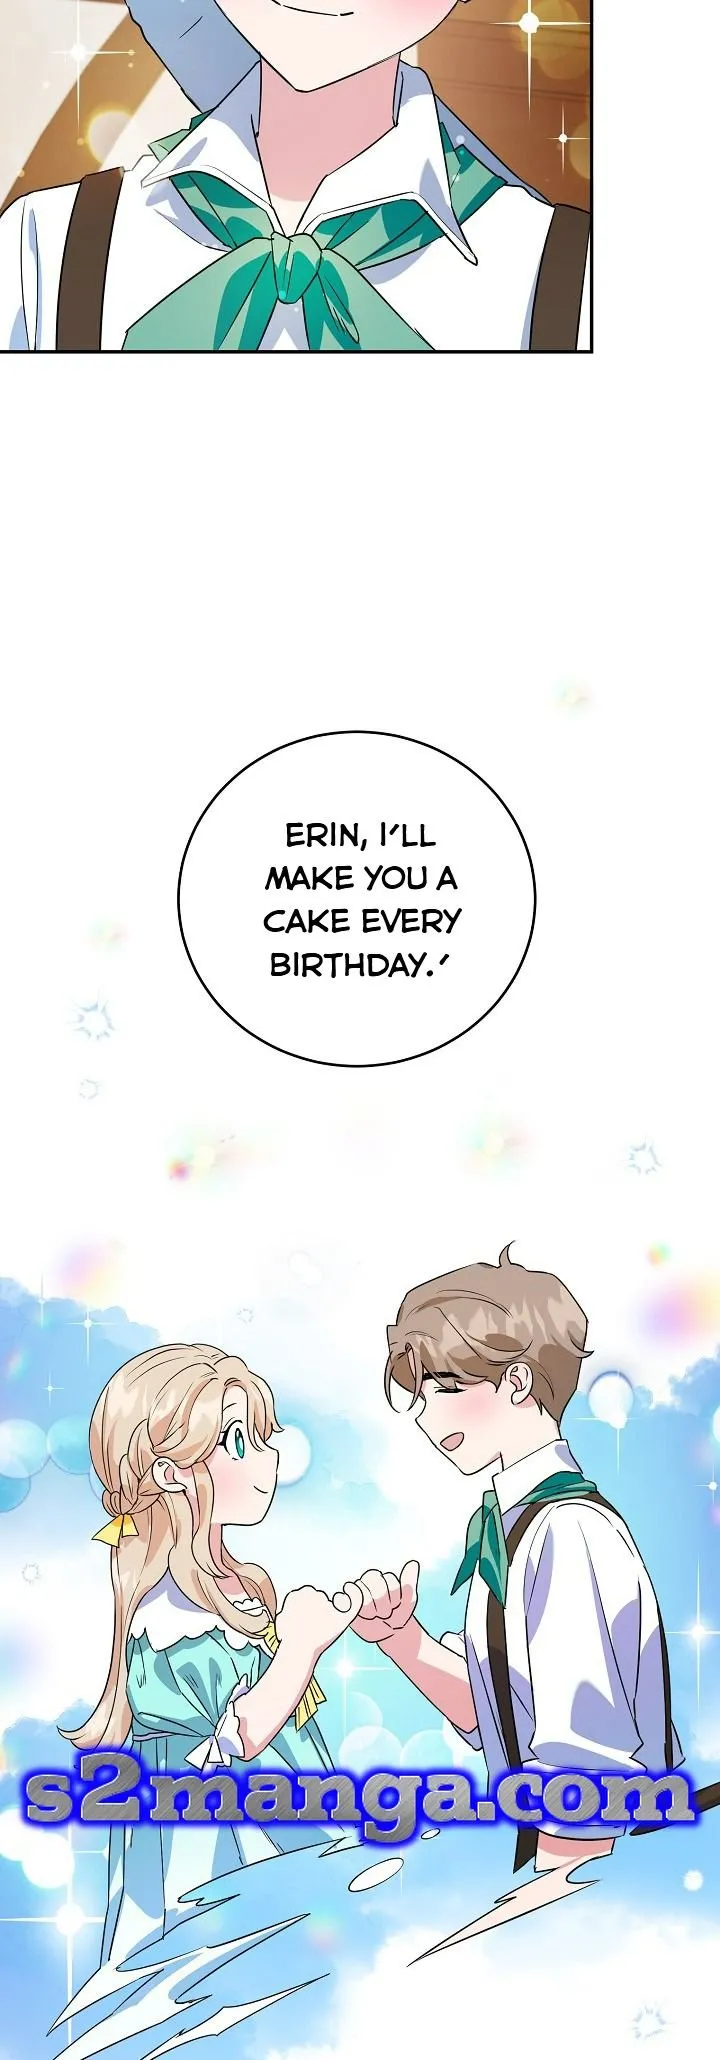 ERIN, I'LL
MAKE YOU A
CAKE EVERY
BIRTHDAY.'
s2manga.com